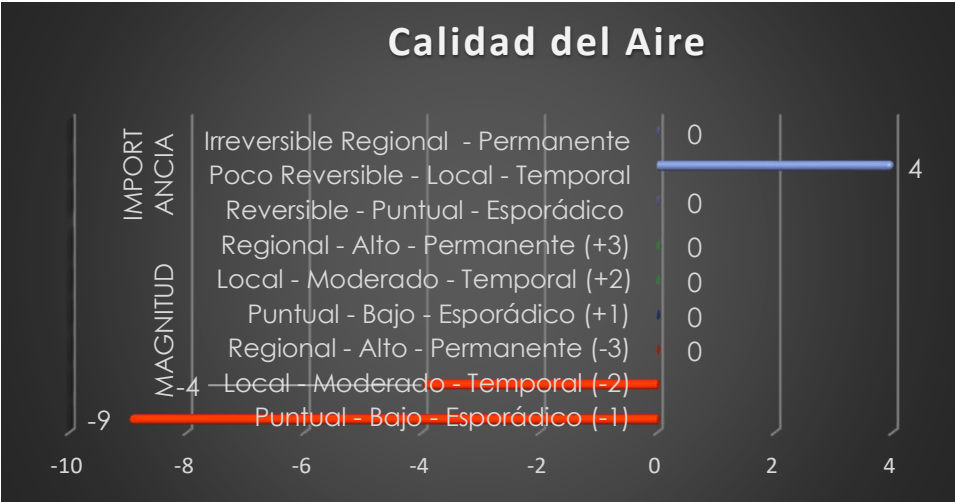 Calidad del Aire
IMPORT
ANCIA
Irreversible Regional - Permanente
0
Poco Reversible - Local - Temporal
4
Reversible - Puntual - Esporádico
0
MAGNITUD
Regional - Alto - Permanente (+3)
0
Local - Moderado - Temporal (+2)
0
Puntual - Bajo - Esporádico (+1)
0
Regional - Alto - Permanente (-3)
0
-4
Local - Moderado - Temporal (-2)
-9
Puntual - Bajo - Esporádico (-1)
-10 -8 -6 -4 -2 0 2 4